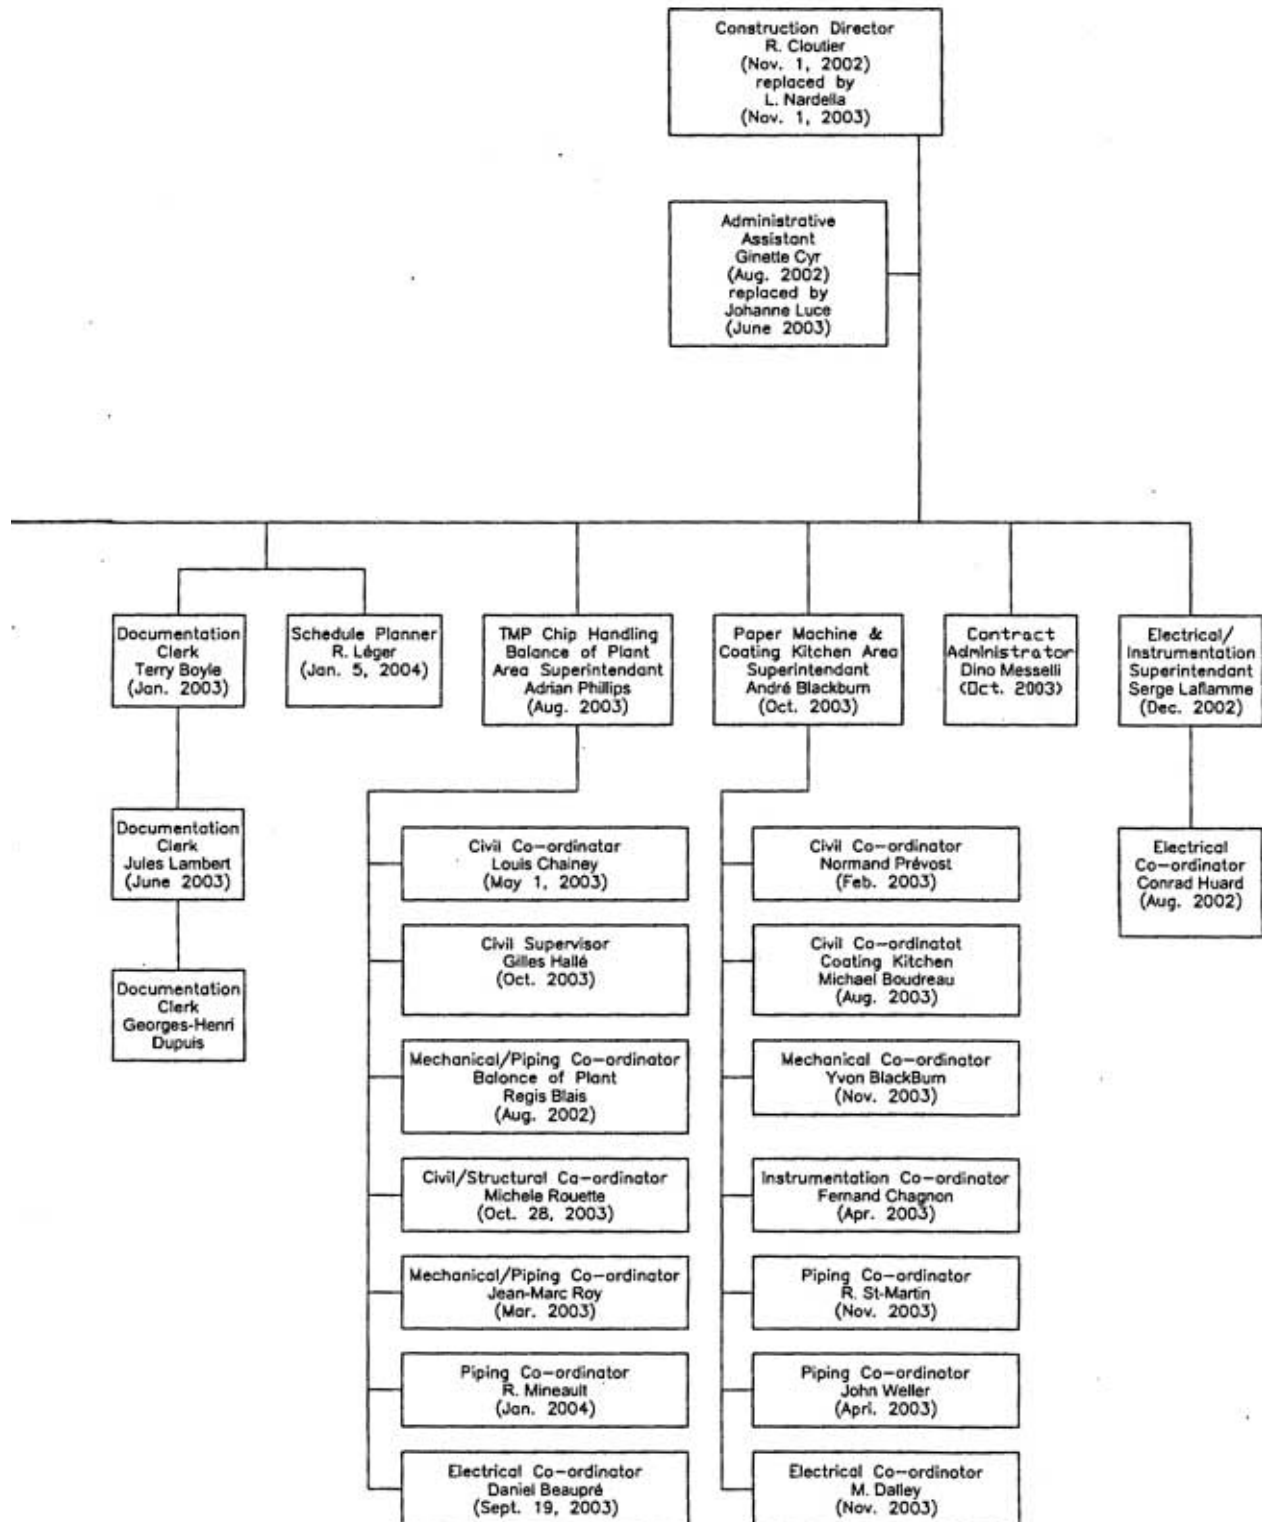 Construction Director
R. Cloutier
(Nov. 1, 2002)
replaced by
L. Nardella
(Nov. 1, 2003)
Administrative
Assistant
Ginette Cyr
(Aug. 2002)
replaced by
Johanne Luce
(June 2003)
Documentation
Clerk
Terry Boyle
(Jan. 2003)
Schedule Planner
R. Léger
(Jan. 5, 2004)
TMP Chip Handling
Balance of Plant
Area Superintendant
Adrian Phillips
(Aug. 2003)
Paper Machine &
Coating Kitchen Area
Superintendant
André Blackburn
(Oct. 2003)
Contract
Administrator
Dino Messelli
(Oct. 2003)
Electrical/
Instrumentation
Superintendant
Serge Laflamme
(Dec. 2002)
Documentation
Clerk
Jules Lambert
(June 2003)
Documentation
Clerk
Georges-Henri
Dupuis
Civil Co-ordinator
Louis Chainey
(May 1, 2003)
Civil Supervisor
Gilles Hallé
(Oct. 2003)
Mechanical/Piping Co-ordinator
Balance of Plant
Regis Blais
(Aug. 2002)
Civil/Structural Co-ordinator
Michele Rouette
(Oct. 28, 2003)
Mechanical/Piping Co-ordinator
Jean-Marc Roy
(Mar. 2003)
Piping Co-ordinator
R. Mineault
(Jan. 2004)
Electrical Co-ordinator
Daniel Beaupré
(Sept. 19, 2003)
Civil Co-ordinator
Normand Prévost
(Feb. 2003)
Civil Co-ordinatot
Coating Kitchen
Michael Boudreau
(Aug. 2003)
Mechanical Co-ordinator
Yvon BlackBurn
(Nov. 2003)
Instrumentation Co-ordinator
Fernand Chagnon
(Apr. 2003)
Piping Co-ordinator
R. St-Martin
(Nov. 2003)
Piping Co-ordinator
John Weller
(April. 2003)
Electrical Co-ordinator
M. Dalley
(Nov. 2003)
Electrical
Co-ordinator
Conrad Huard
(Aug. 2002)